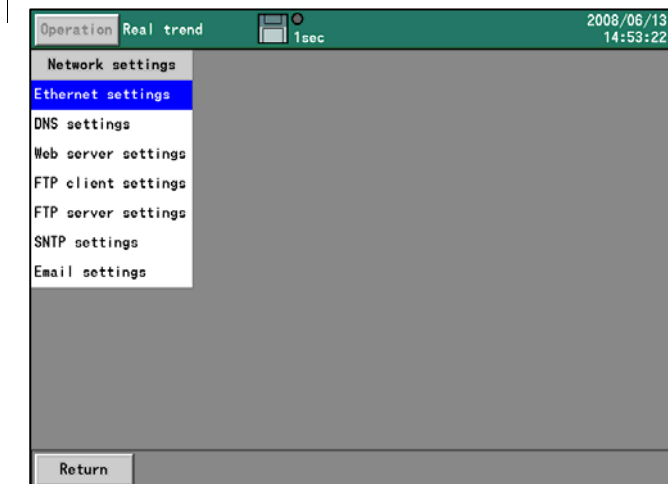 Operation Real trend 1sec 2008/06/13
14:53:22
Network settings
Ethernet settings
DNS settings
Web server settings
FTP client settings
FTP server settings
SNTP settings
Email settings
Return